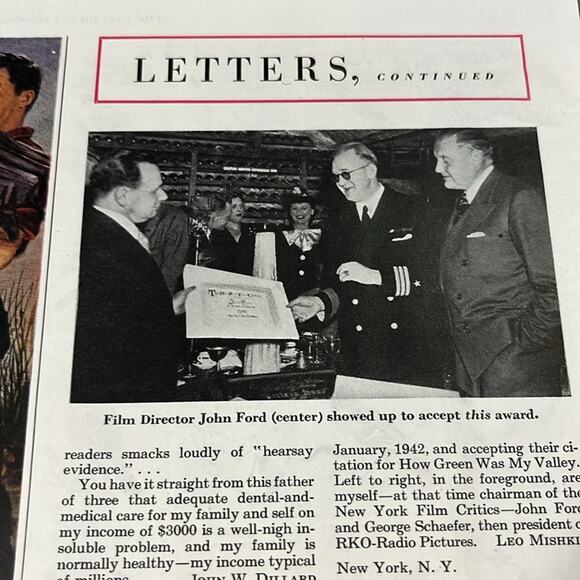 LETTERS, CONTINUED
Film Director John Ford (center) showed up to accept this award.
readers smacks loudly of "hearsay
evidence." . . .
You have it straight from this father
of three that adequate dental-and-
medical care for my family and self on
my income of $3000 is a well-nigh in-
soluble problem, and my family is
normally healthy—my income typical
of millions.
JOHN W. DILLARD
January, 1942, and accepting their ci-
tation for How Green Was My Valley.
Left to right, in the foreground, are
myself—at that time chairman of the
New York Film Critics—John Ford
and George Schaefer, then president o
RKO-Radio Pictures. LEO MISHKI
New York, N. Y.